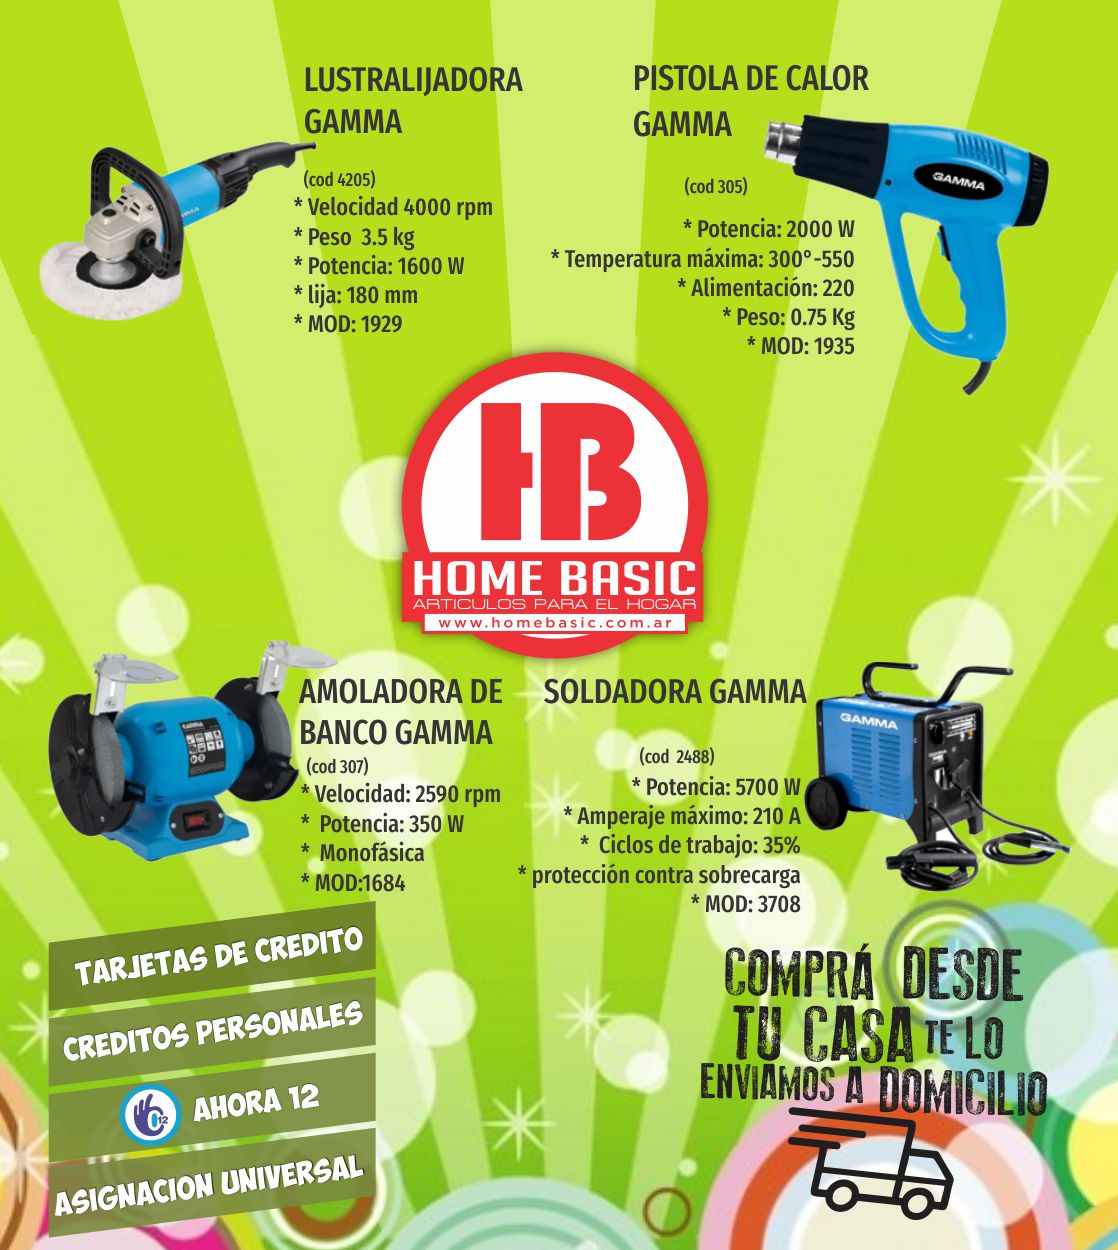 LUSTRALIJADORA
GAMMA
(cod 4205)
* Velocidad 4000 rpm
* Peso 3.5 kg
* Potencia: 1600 W
* lija: 180 mm
* MOD: 1929
PISTOLA DE CALOR
GAMMA
(cod 305)
* Potencia: 2000 W
* Temperatura máxima: 300°-550
* Alimentación: 220
* Peso: 0.75 Kg
* MOD: 1935
GAMMA
HB
HOME BASIC
ARTICULOS PARA EL HOGAR
www.homebasic.com.ar
AMOLADORA DE
BANCO GAMMA
(cod 307)
* Velocidad: 2590 rpm
* Potencia: 350 W
* Monofásica
* MOD:1684
GAMMA
SOLDADORA GAMMA
(cod 2488)
* Potencia: 5700 W
* Amperaje máximo: 210 A
* Ciclos de trabajo: 35%
* protección contra sobrecarga
* MOD: 3708
GAMMA
GAMMA
TARJETAS DE CREDITO
CREDITOS PERSONALES
12 AHORA 12
ASIGNACION UNIVERSAL
COMPRÁ DESDE
TU CASA TE LO
ENVIAMOS A DOMICILIO